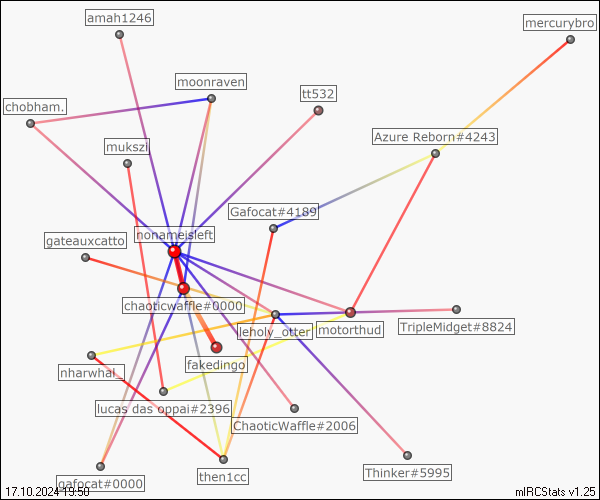 amah1246
mercurybro
moonraven
tt532
chobham.
Azure Reborn#4243
mukszi
Gafocat#4189
nonameisleft
gateauxcatto
chaoticwaffle#0000
leholy_otter
motorthud
TripleMidget#8824
fakedingo
nharwhal_
lucas das oppai#2396
ChaoticWaffle#2006
Thinker#5995
then1cc
gafocat#0000
17.10.2024 19:50
mIRCStats v1.25